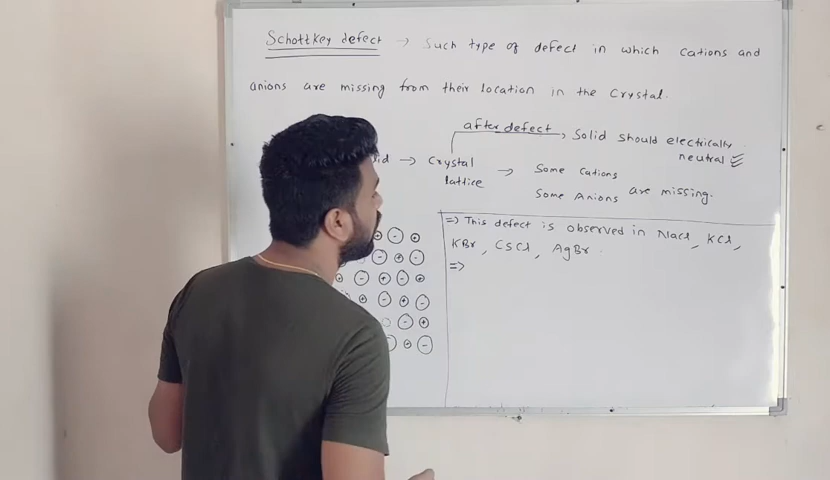 Schottkey defect → Such type of defect in which cations and
anions are missing from their location in the Crystal.
after defect, Solid should electrically
neutral
id → Crystal → Some Cations
lattice Some Anions are missing.
⇒ This defect is observed in NaCl, KCl,
KBr, CSCl, AgBr.
⇒